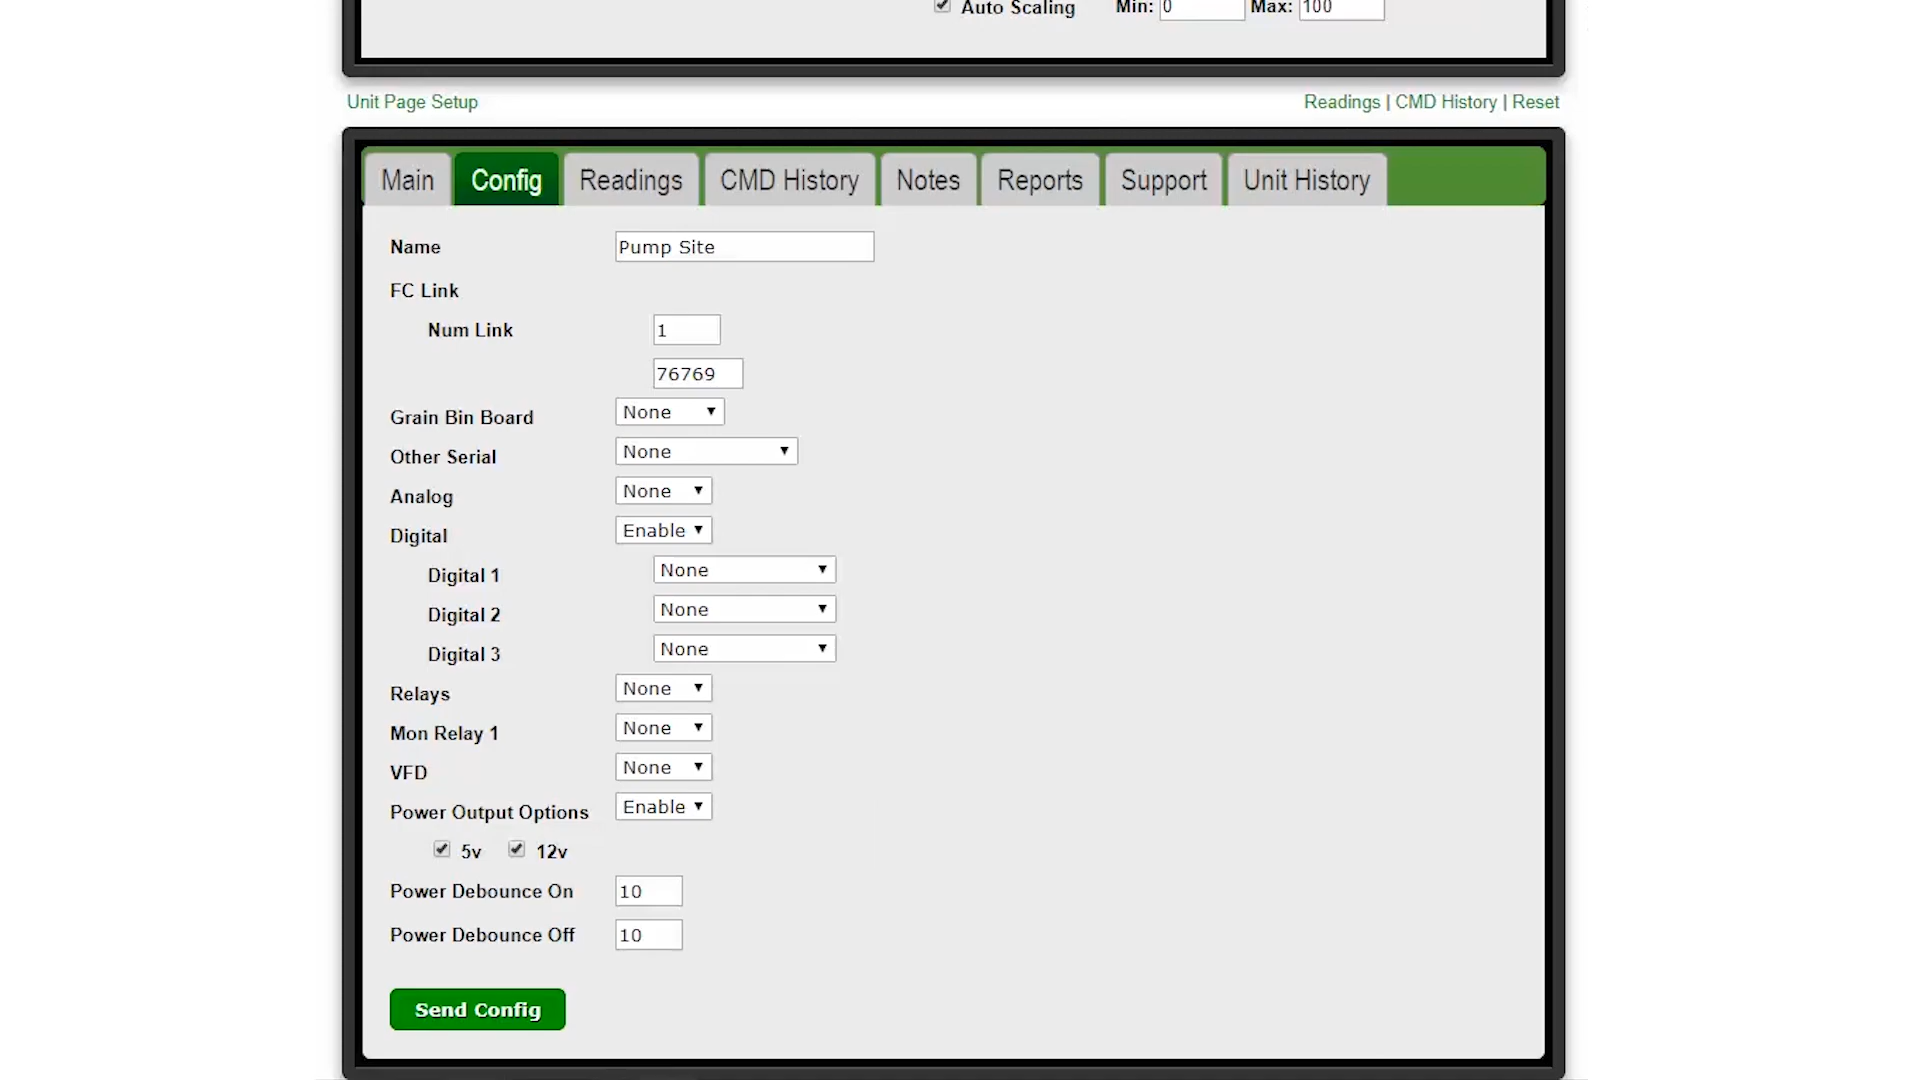 Auto Scaling Min: 0 Max: 100
Unit Page Setup Readings | CMD History | Reset
Main Config Readings CMD History Notes Reports Support Unit History
Name Pump Site
FC Link
Num Link 1
76769
Grain Bin Board None
Other Serial None
Analog None
Digital Enable
Digital 1 None
Digital 2 None
Digital 3 None
Relays None
Mon Relay 1 None
VFD None
Power Output Options Enable
5v 12v
Power Debounce On 10
Power Debounce Off 10
Send Config